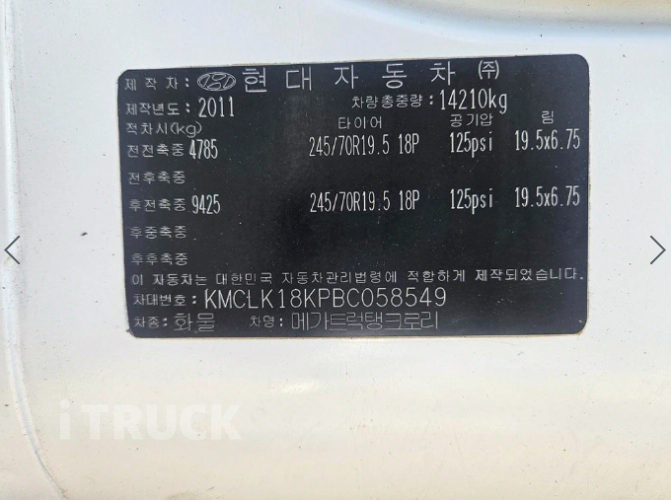 제 작 자: 현대자동차 ㈜
제작년도: 2011 차량총중량: 14210kg
적차시(kg) 타이어 공기압 림
전전축중 4785 245/70R19.5 18P 125psi 19.5x6.75
전후축중
후전축중 9425 245/70R19.5 18P 125psi 19.5x6.75
후중축중
후후축중
이 자동차는 대한민국 자동차관리법령에 적합하게 제작되었습니다
차대번호: KMCLK18KPBC058549
차종: 화물 차명: 메가트럭탱크로리
iTRUCK